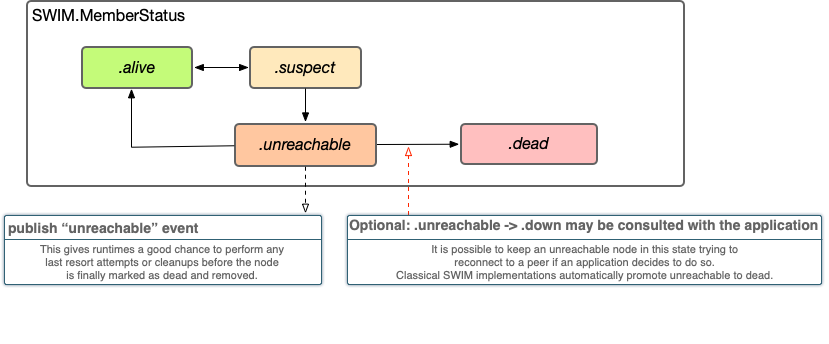 SWIM.MemberStatus
.alive
.suspect
.unreachable
.dead
publish “unreachable” event
This gives runtimes a good chance to perform any
last resort attempts or cleanups before the node
is finally marked as dead and removed.
Optional: .unreachable -> .down may be consulted with the application
It is possible to keep an unreachable node in this state trying to
reconnect to a peer if an application decides to do so.
Classical SWIM implementations automatically promote unreachable to dead.